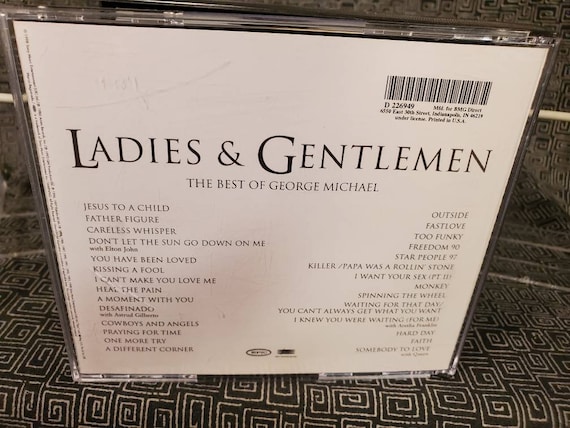 D 226949
Mfd. for BMG Direct
6550 East 30th Street, Indianapolis, IN 46219
under license. Printed in U.S.A.
LADIES & GENTLEMEN
THE BEST OF GEORGE MICHAEL
JESUS TO A CHILD
FATHER FIGURE
CARELESS WHISPER
DON'T LET THE SUN GO DOWN ON ME
with Elton John
YOU HAVE BEEN LOVED
KISSING A FOOL
I CAN'T MAKE YOU LOVE ME
HEAL THE PAIN
A MOMENT WITH YOU
DESAFINADO
with Astrud Gilberto
COWBOYS AND ANGELS
PRAYING FOR TIME
ONE MORE TRY
A DIFFERENT CORNER
OUTSIDE
FASTLOVE
TOO FUNKY
FREEDOM 90
STAR PEOPLE 97
KILLER /PAPA WAS A ROLLIN' STONE
I WANT YOUR SEX (PT II)
MONKEY
SPINNING THE WHEEL
WAITING FOR THAT DAY/
YOU CAN'T ALWAYS GET WHAT YOU WANT
I KNEW YOU WERE WAITING (FOR ME)
with Aretha Franklin
HARD DAY
FAITH
SOMEBODY TO LOVE
with Queen
epic